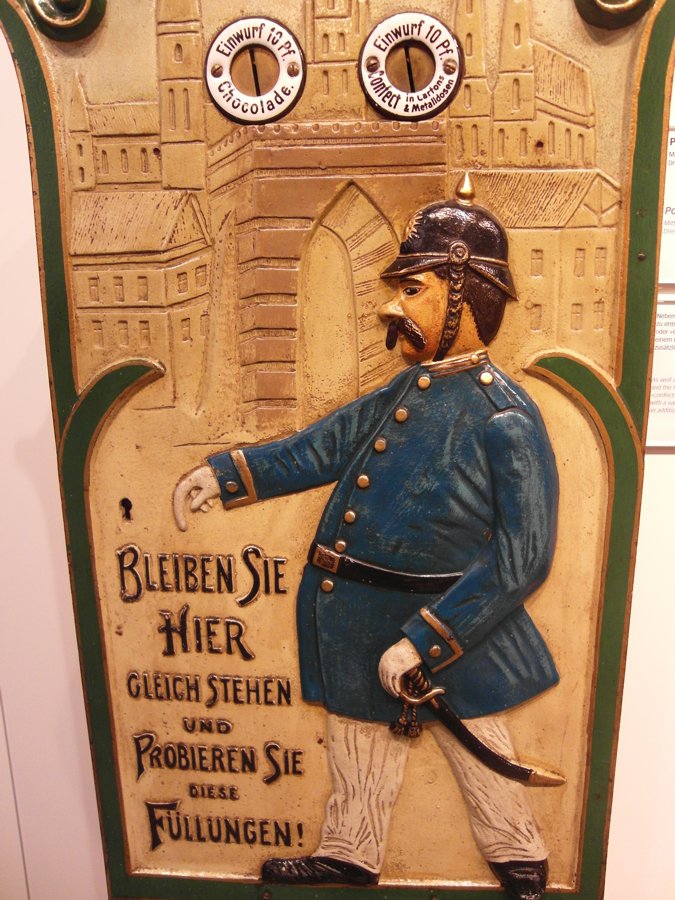 Einwurf 10 Pf.
Chocolade.
Einwurf 10 Pf.
Confect in Cartons
& Metalldosen
BLEIBEN SIE
HIER
GLEICH STEHEN
UND
PROBIEREN SIE
DIESE
FÜLLUNGEN!